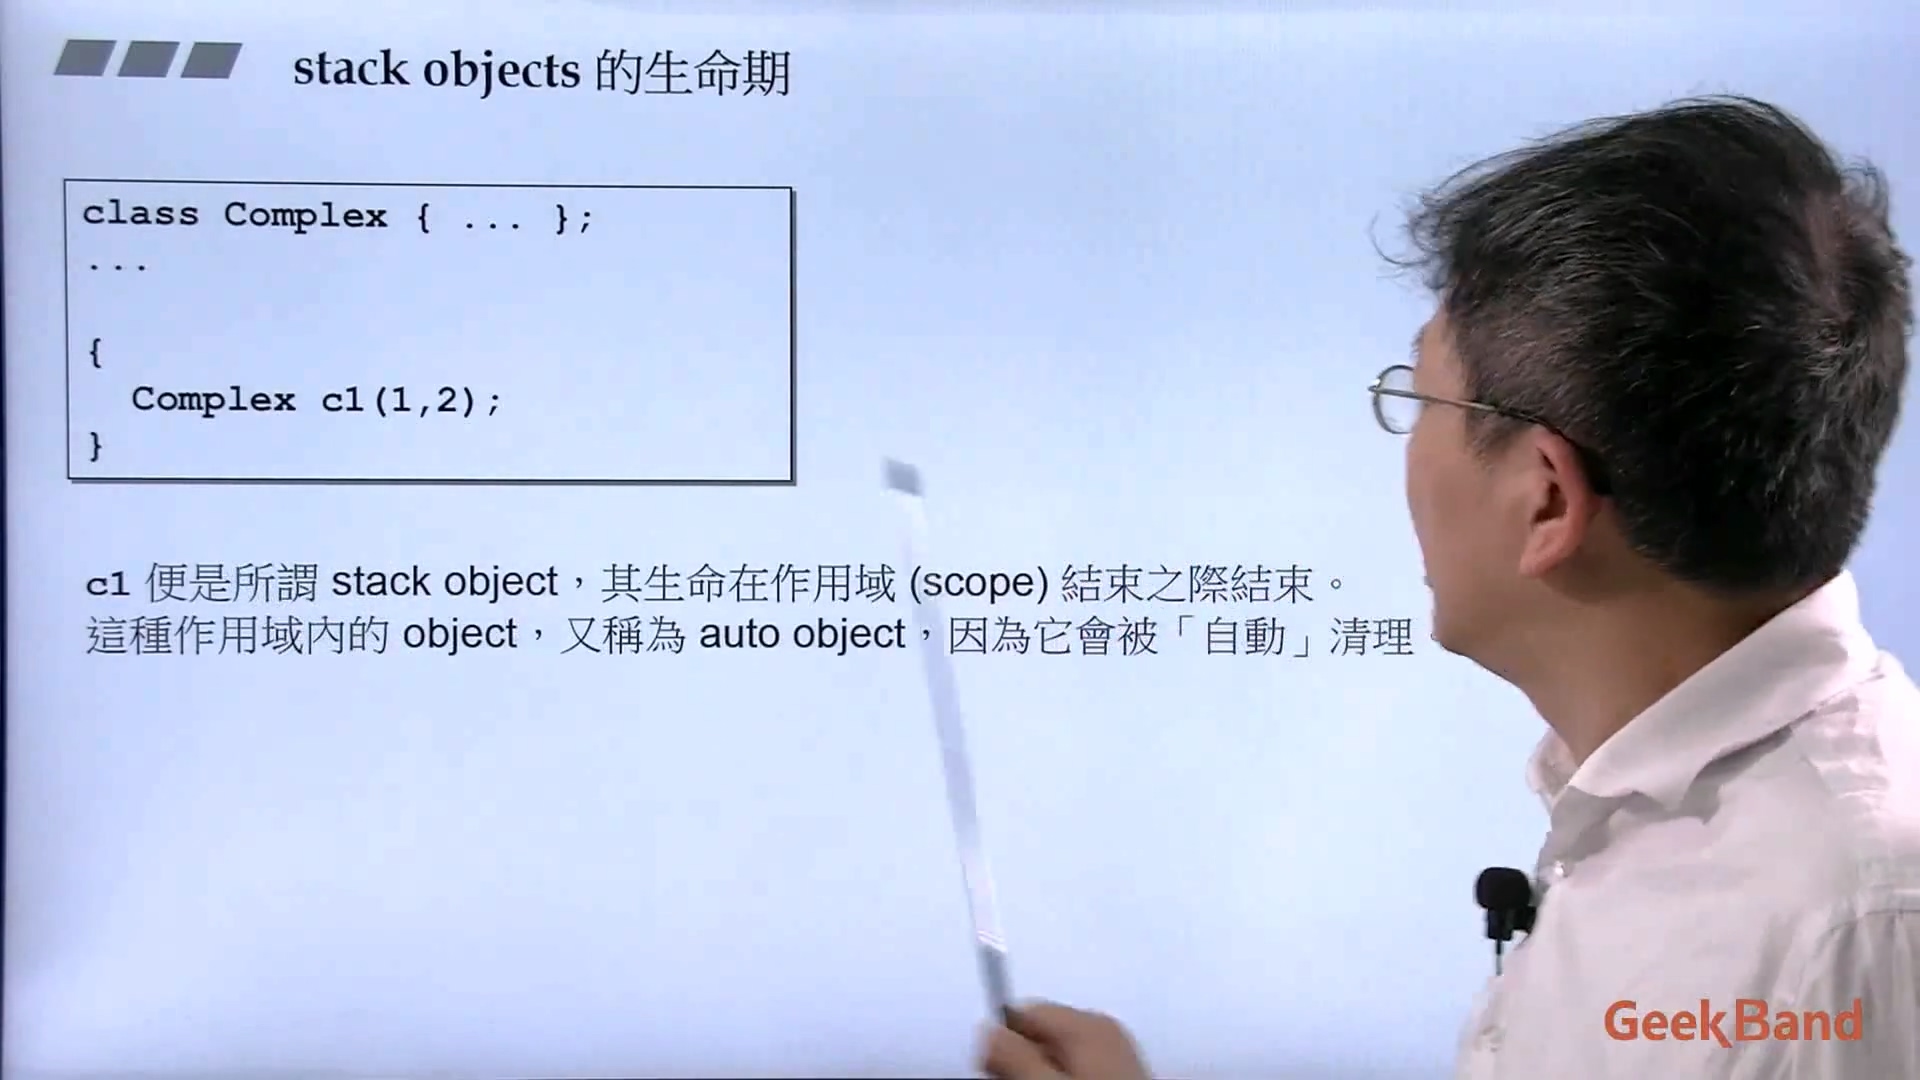 stack objects 的生命期
class Complex { ... };
...
{
Complex c1(1,2);
}
c1 便是所謂 stack object，其生命在作用域 (scope) 結束之際結束。
這種作用域內的 object，又稱為 auto object，因為它會被「自動」清理。
GeekBand